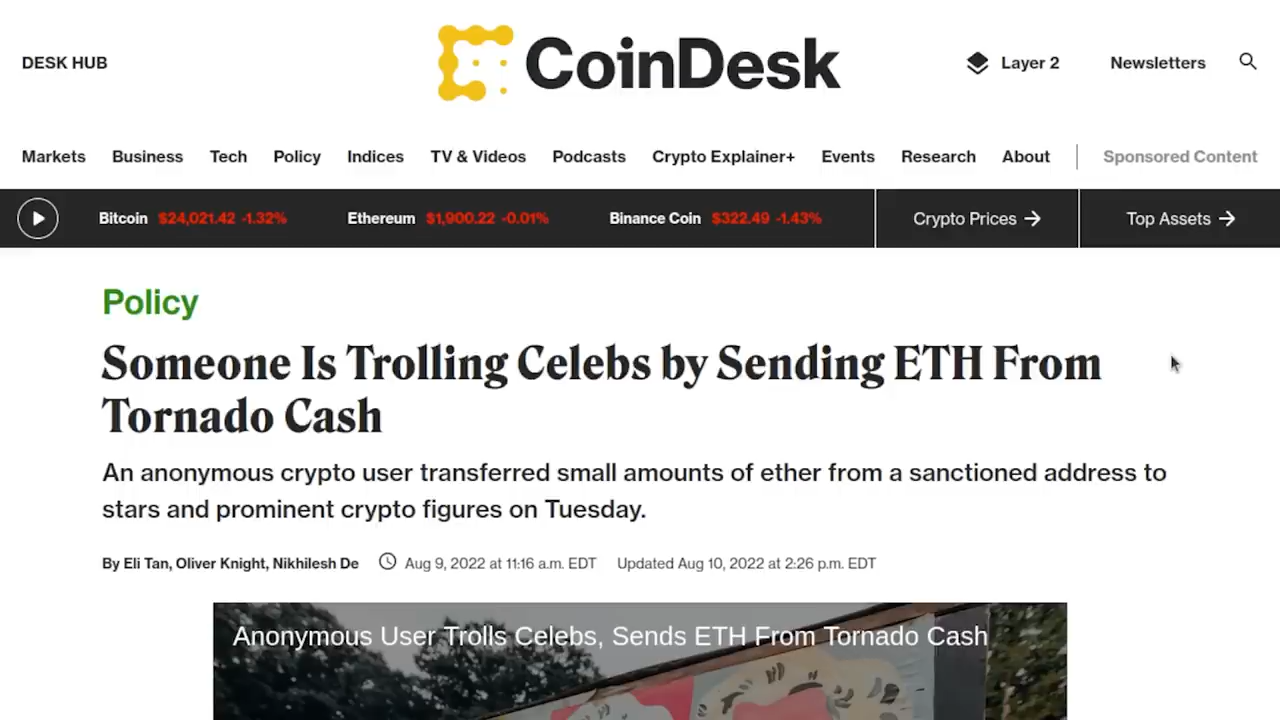 DESK HUB
CoinDesk
Layer 2
Newsletters
Markets Business Tech Policy Indices TV & Videos Podcasts Crypto Explainer+ Events Research About Sponsored Content
Bitcoin $24,021.42 -1.32% Ethereum $1,900.22 -0.01% Binance Coin $322.49 -1.43% Crypto Prices → Top Assets →
Policy
Someone Is Trolling Celebs by Sending ETH From
Tornado Cash
An anonymous crypto user transferred small amounts of ether from a sanctioned address to
stars and prominent crypto figures on Tuesday.
By Eli Tan, Oliver Knight, Nikhilesh De Aug 9, 2022 at 11:16 a.m. EDT Updated Aug 10, 2022 at 2:26 p.m. EDT
Anonymous User Trolls Celebs, Sends ETH From Tornado Cash